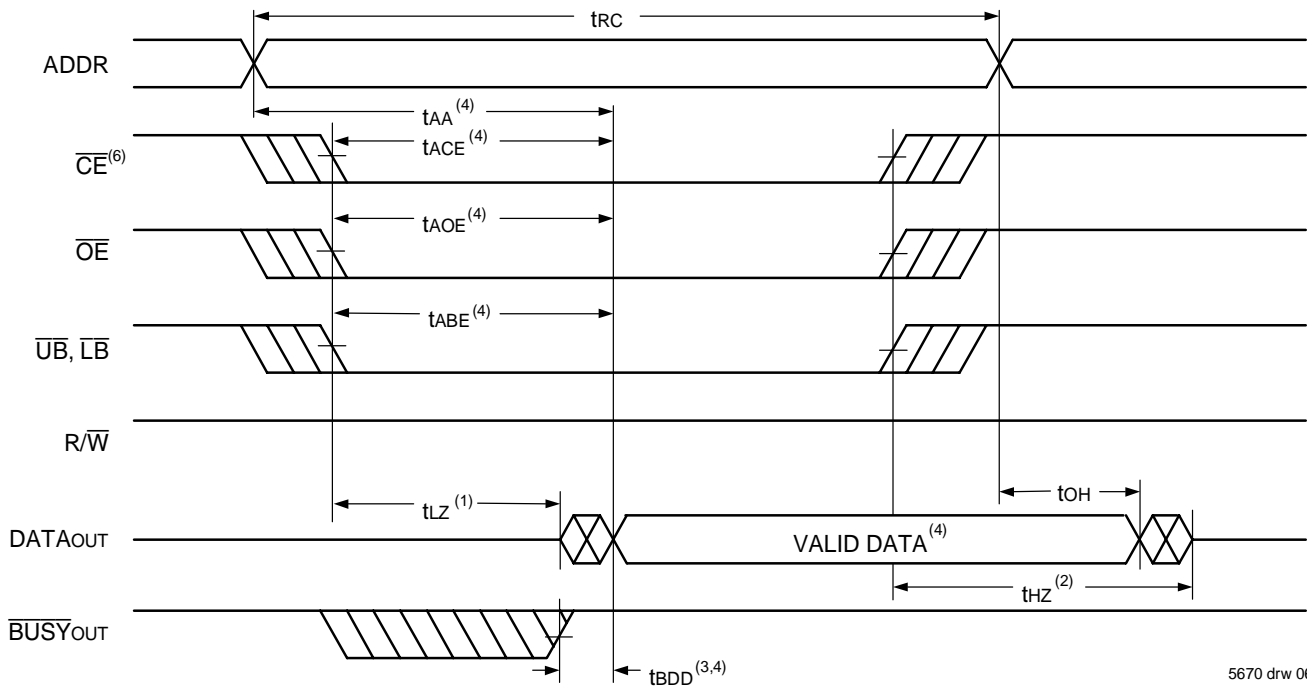 tRC
ADDR
tAA(4)
CE(6)
tACE(4)
OE
tAOE(4)
UB, LB
tABE(4)
R/W
tLZ(1)
tOH
DATAOUT
VALID DATA(4)
tHZ(2)
BUSYOUT
tBDD(3,4)
5670 drw 06